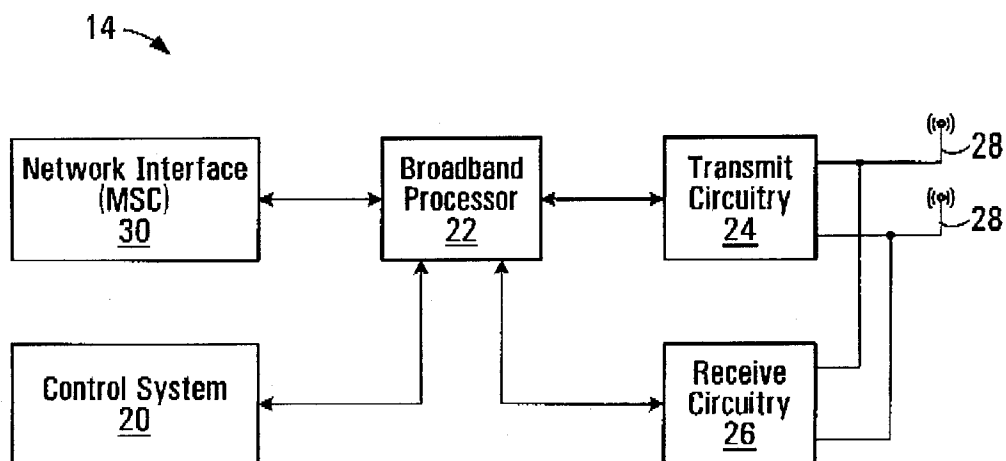 14
Network Interface
(MSC)
30
Broadband
Processor
22
Transmit
Circuitry
24
28
28
Control System
20
Receive
Circuitry
26